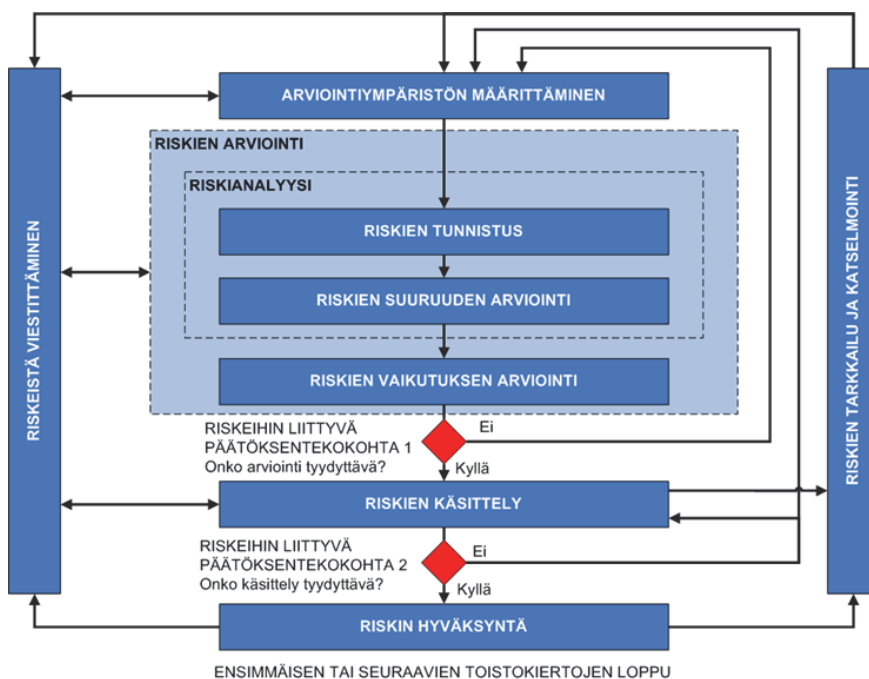 ARVIOINTIYMPÄRISTÖN MÄÄRITTÄMINEN
RISKIEN ARVIOINTI
RISKIANALYYSI
RISKIEN TUNNISTUS
RISKIEN SUURUUDEN ARVIOINTI
RISKIEN VAIKUTUKSEN ARVIOINTI
RISKEIHIN LIITTYVÄ
PÄÄTÖKSENTEKOKOHTA 1
Onko arviointi tyydyttävä?
Ei
Kyllä
RISKIEN KÄSITTELY
RISKEIHIN LIITTYVÄ
PÄÄTÖKSENTEKOKOHTA 2
Onko käsittely tyydyttävä?
Ei
Kyllä
RISKIN HYVÄKSYNTÄ
RISKEISTÄ VIESTITTÄMINEN
RISKIEN TARKKAILU JA KATSELMOINTI
ENSIMMÄISEN TAI SEURAAVIEN TOISTOKIERTOJEN LOPPU